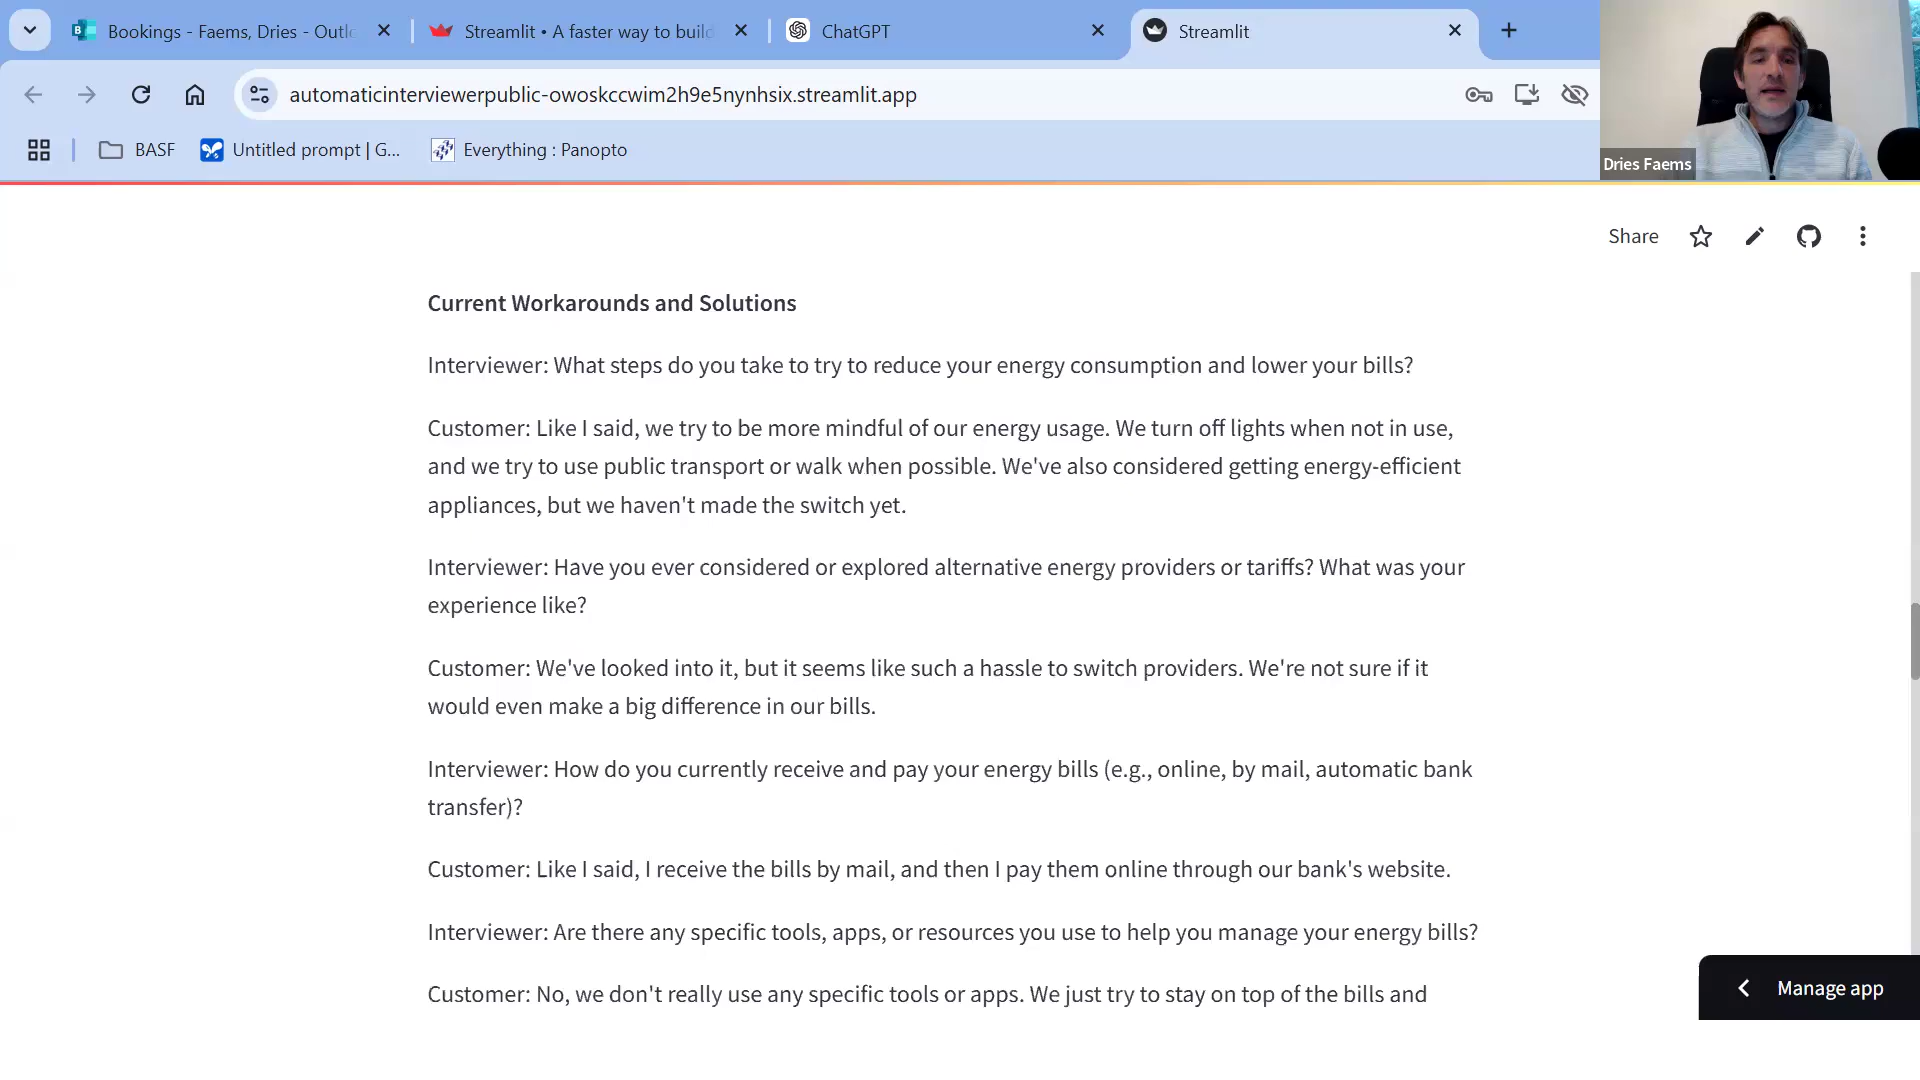 Bookings - Faems, Dries - Outlo
Streamlit • A faster way to build
ChatGPT
Streamlit
automaticinterviewerpublic-owoskccwim2h9e5nynhsix.streamlit.app
BASF
Untitled prompt | G...
Everything : Panopto
Dries Faems
Share
Current Workarounds and Solutions
Interviewer: What steps do you take to try to reduce your energy consumption and lower your bills?
Customer: Like I said, we try to be more mindful of our energy usage. We turn off lights when not in use,
and we try to use public transport or walk when possible. We've also considered getting energy-efficient
appliances, but we haven't made the switch yet.
Interviewer: Have you ever considered or explored alternative energy providers or tariffs? What was your
experience like?
Customer: We've looked into it, but it seems like such a hassle to switch providers. We're not sure if it
would even make a big difference in our bills.
Interviewer: How do you currently receive and pay your energy bills (e.g., online, by mail, automatic bank
transfer)?
Customer: Like I said, I receive the bills by mail, and then I pay them online through our bank's website.
Interviewer: Are there any specific tools, apps, or resources you use to help you manage your energy bills?
Customer: No, we don't really use any specific tools or apps. We just try to stay on top of the bills and
Manage app